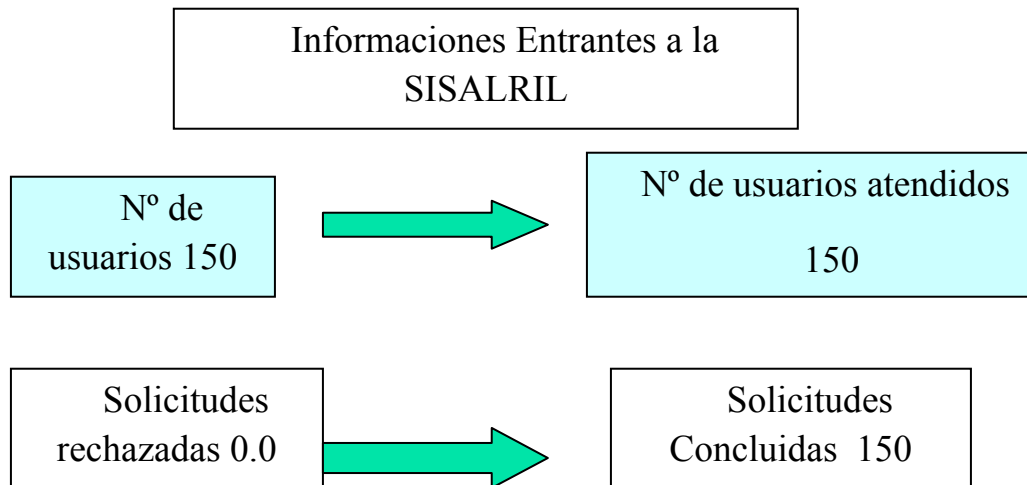 Informaciones Entrantes a la
SISALRIL
Nº de
usuarios 150
Nº de usuarios atendidos
150
Solicitudes
rechazadas 0.0
Solicitudes
Concluidas 150